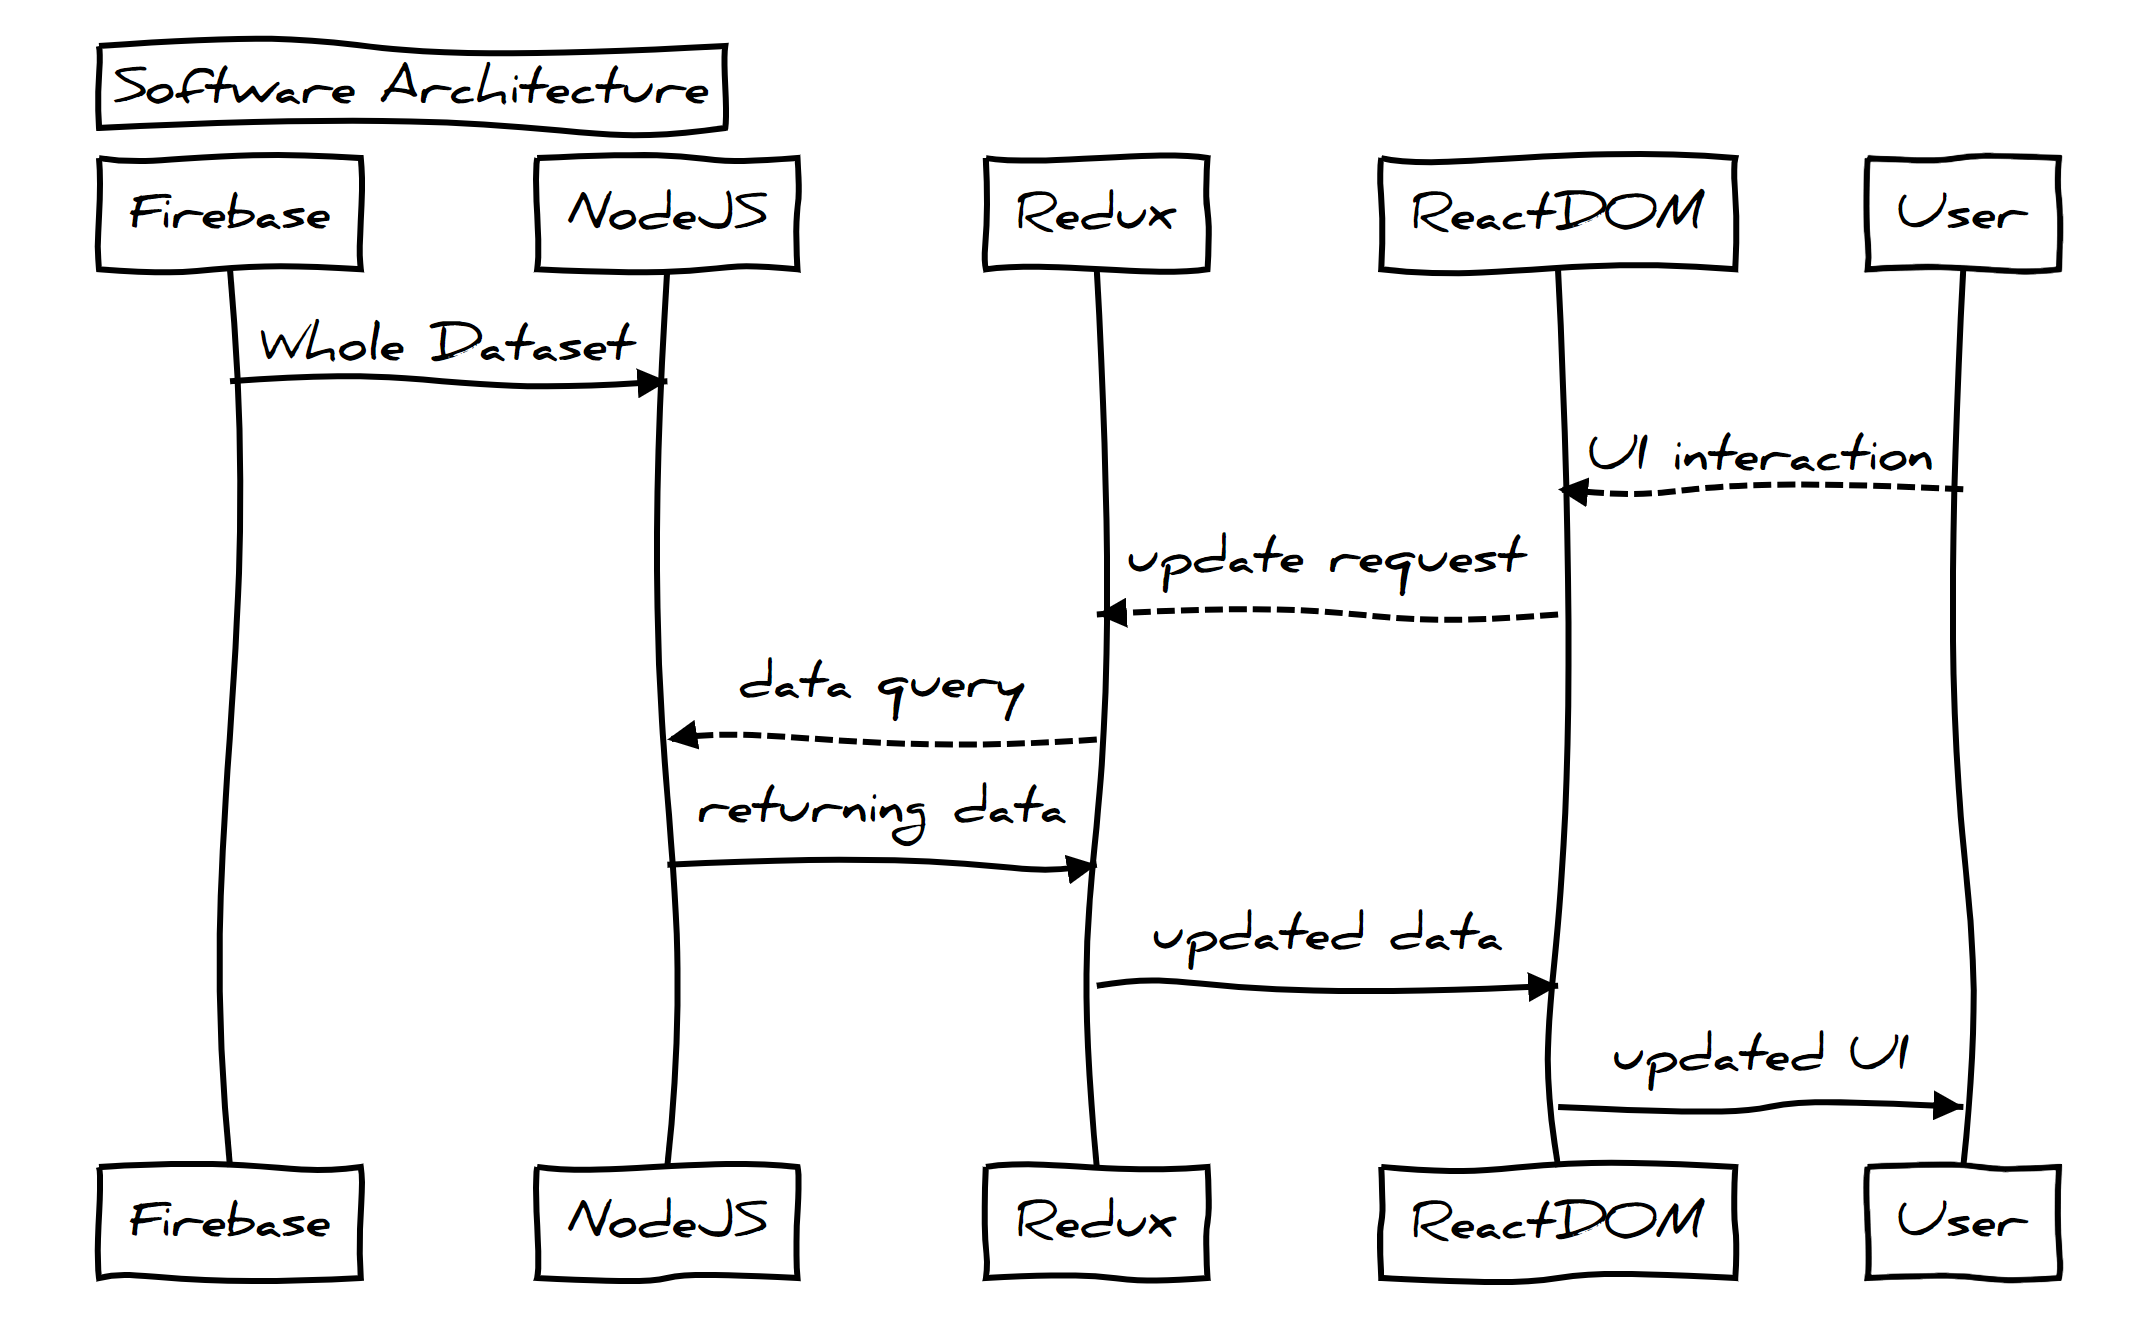 Software Architecture
Firebase
NodeJS
Redux
ReactDOM
User
Whole Dataset
UI interaction
update request
data query
returning data
updated data
updated UI
Firebase
NodeJS
Redux
ReactDOM
User